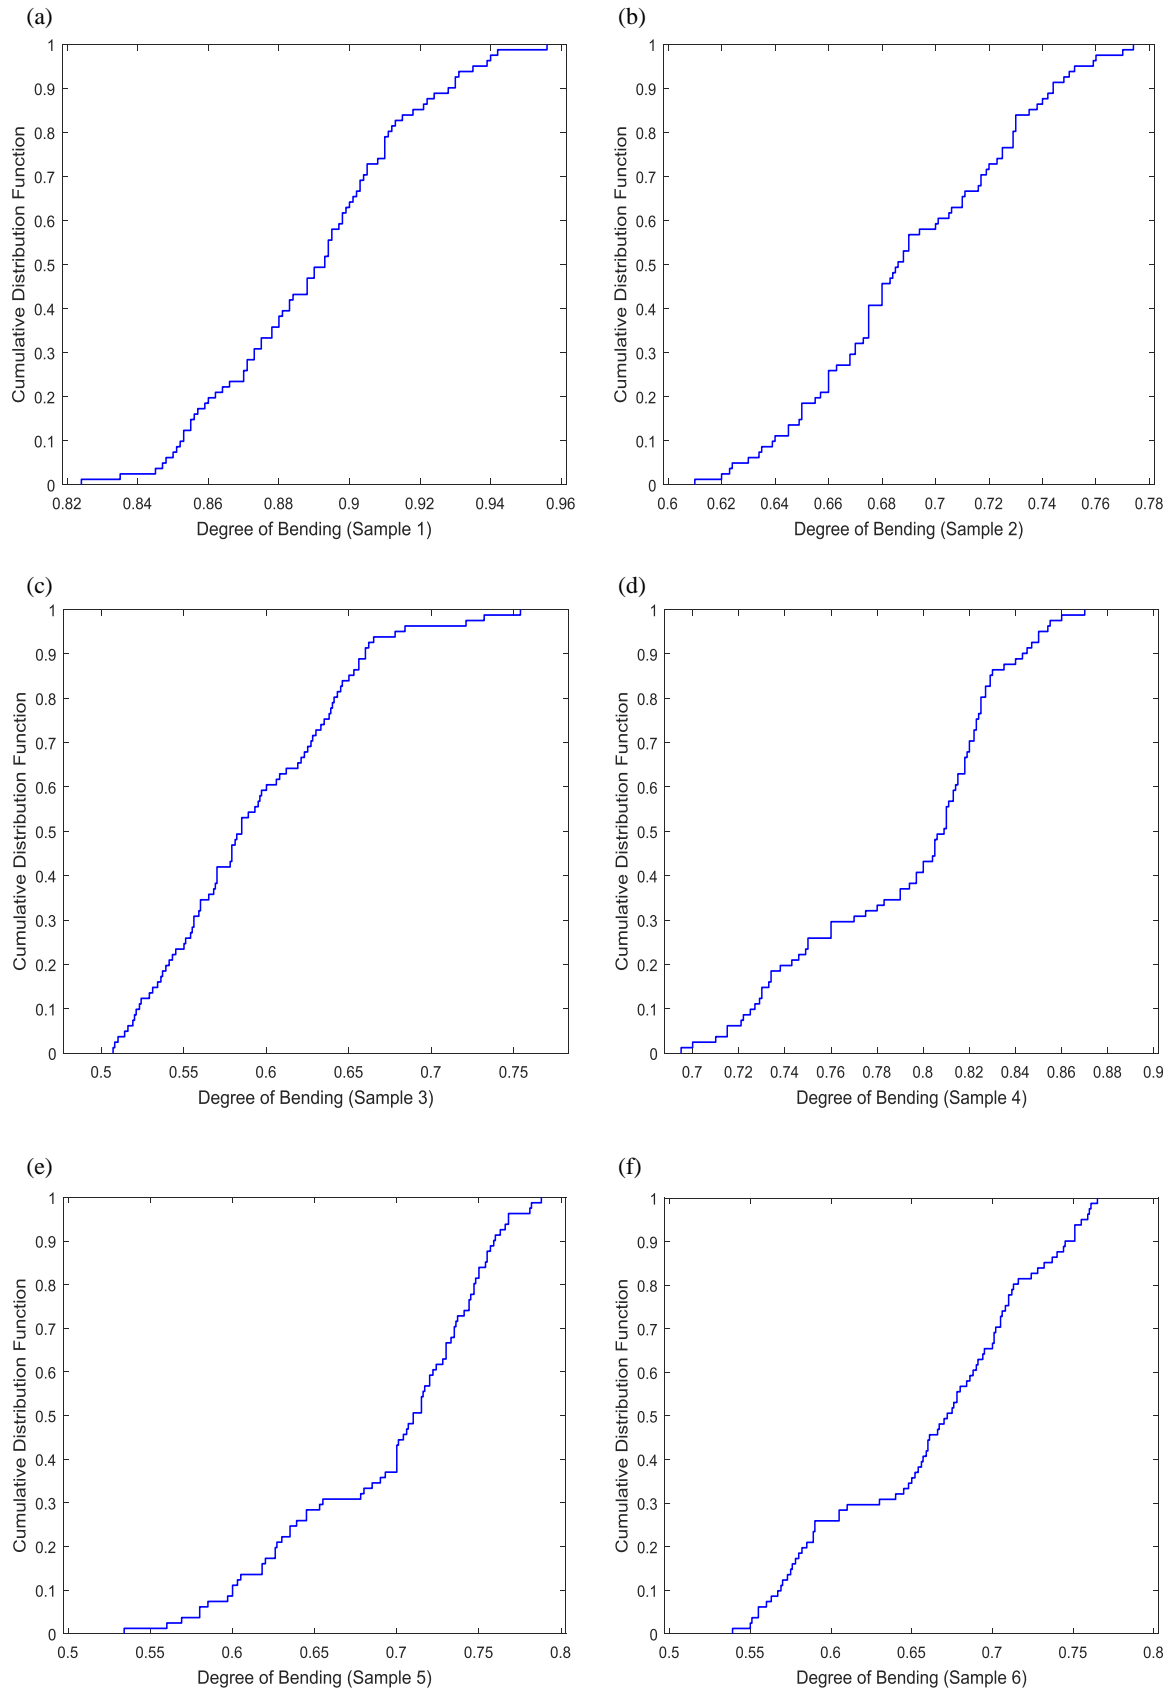 (a)
1
0.9
0.8
0.7
0.6
0.5
0.4
0.3
0.2
0.1
0
Cumulative Distribution Function
0.82 0.84 0.86 0.88 0.9 0.92 0.94 0.96
Degree of Bending (Sample 1)
(b)
1
0.9
0.8
0.7
0.6
0.5
0.4
0.3
0.2
0.1
0
Cumulative Distribution Function
0.6 0.62 0.64 0.66 0.68 0.7 0.72 0.74 0.76 0.78
Degree of Bending (Sample 2)
(c)
1
0.9
0.8
0.7
0.6
0.5
0.4
0.3
0.2
0.1
0
Cumulative Distribution Function
0.5 0.55 0.6 0.65 0.7 0.75
Degree of Bending (Sample 3)
(d)
1
0.9
0.8
0.7
0.6
0.5
0.4
0.3
0.2
0.1
0
Cumulative Distribution Function
0.7 0.72 0.74 0.76 0.78 0.8 0.82 0.84 0.86 0.88 0.9
Degree of Bending (Sample 4)
(e)
1
0.9
0.8
0.7
0.6
0.5
0.4
0.3
0.2
0.1
0
Cumulative Distribution Function
0.5 0.55 0.6 0.65 0.7 0.75 0.8
Degree of Bending (Sample 5)
(f)
1
0.9
0.8
0.7
0.6
0.5
0.4
0.3
0.2
0.1
0
Cumulative Distribution Function
0.5 0.55 0.6 0.65 0.7 0.75 0.8
Degree of Bending (Sample 6)